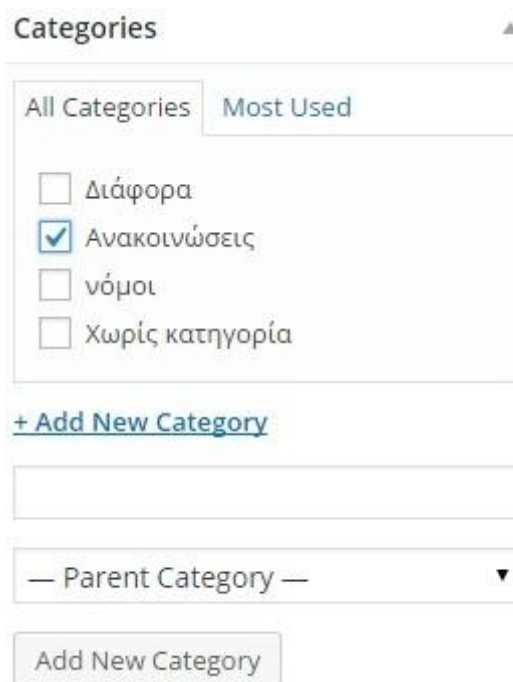 Categories
All Categories Most Used
Διάφορα
Ανακοινώσεις
νόμοι
Χωρίς κατηγορία
+ Add New Category
— Parent Category —
Add New Category